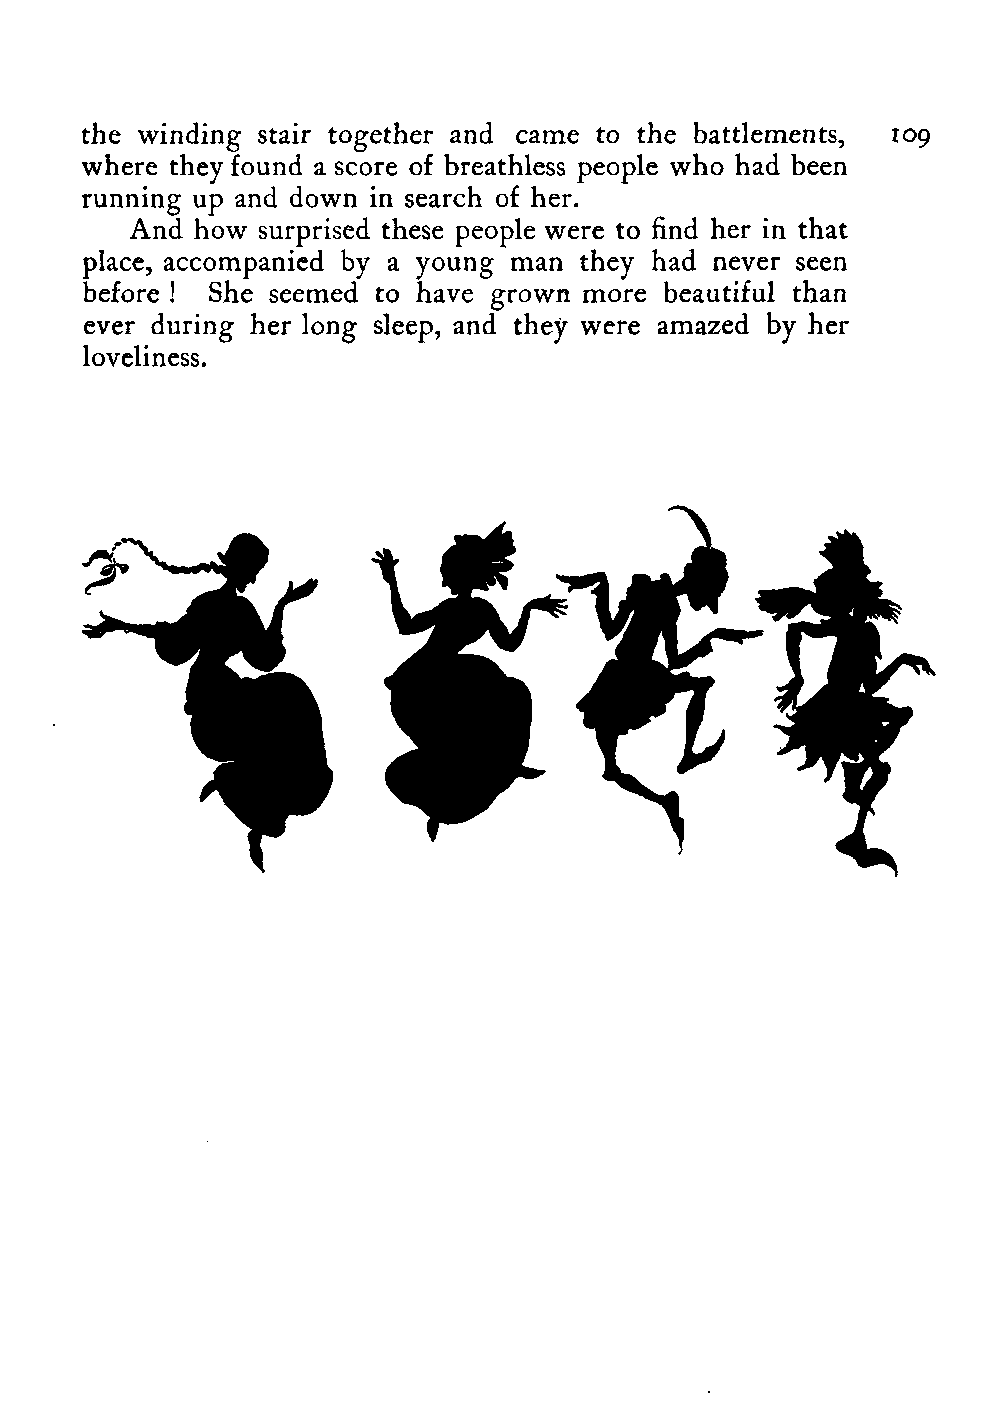 the winding stair together and came to the battlements, 109
where they found a score of breathless people who had been
running up and down in search of her.
And how surprised these people were to find her in that
place, accompanied by a young man they had never seen
before ! She seemed to have grown more beautiful than
ever during her long sleep, and they were amazed by her
loveliness.